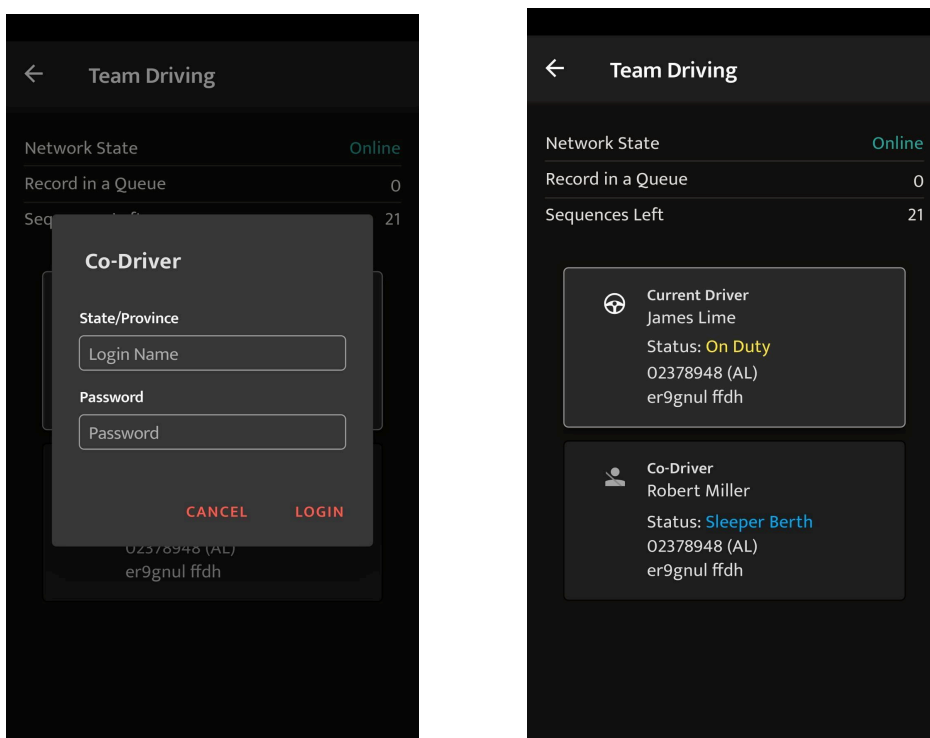 Team Driving
Network State Online
Record in a Queue 0
21
Co-Driver
State/Province
Login Name
Password
Password
CANCEL LOGIN
02378948 (AL)
er9gnul ffdh
Team Driving
Network State Online
Record in a Queue 0
Sequences Left 21
Current Driver
James Lime
Status: On Duty
02378948 (AL)
er9gnul ffdh
Co-Driver
Robert Miller
Status: Sleeper Berth
02378948 (AL)
er9gnul ffdh